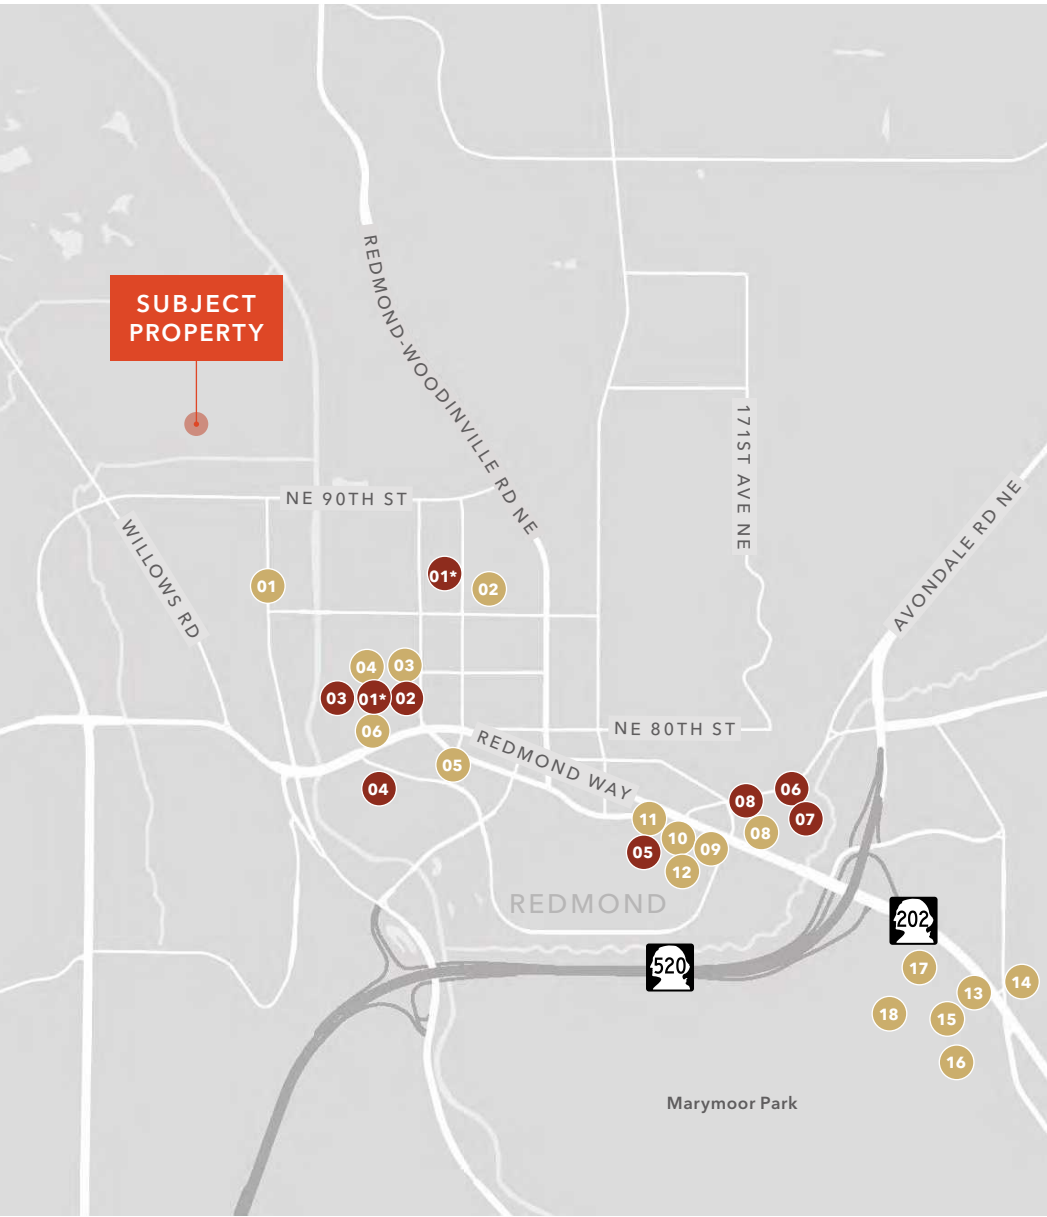 SUBJECT
PROPERTY
REDMOND-WOODINVILLE RD NE
171ST AVE NE
NE 90TH ST
AVONDALE RD NE
WILLOWS RD
01
01*
02
04
03
03
01*
02
06
NE 80TH ST
REDMOND WAY
05
04
06
08
11
07
08
10
09
05
12
REDMOND
202
520
17
14
13
18
15
16
Marymoor Park